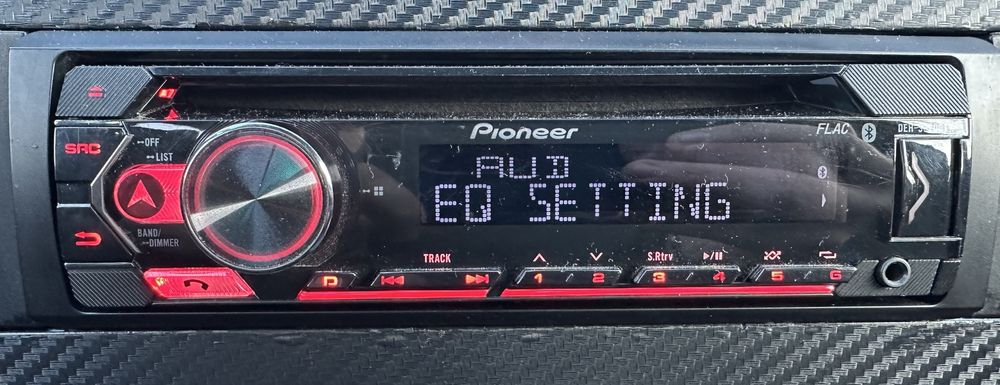 SRC
OFF
LIST
BAND/
DIMMER
Pioneer
FLAC
AUD
EQ SETTING
TRACK
S.Rtrv
D
1
2
3
4
5
6